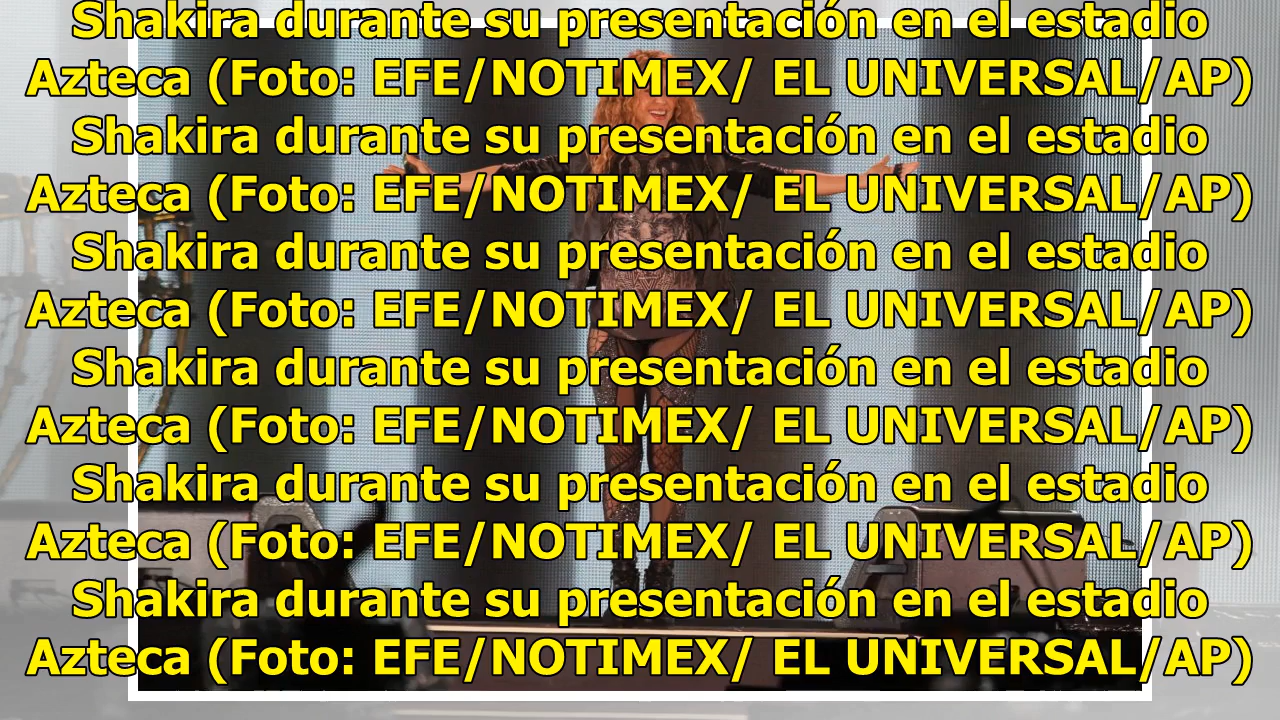 Shakira durante su presentación en el estadio
Azteca (Foto: EFE/NOTIMEX/ EL UNIVERSAL/AP)
Shakira durante su presentación en el estadio
Azteca (Foto: EFE/NOTIMEX/ EL UNIVERSAL/AP)
Shakira durante su presentación en el estadio
Azteca (Foto: EFE/NOTIMEX/ EL UNIVERSAL/AP)
Shakira durante su presentación en el estadio
Azteca (Foto: EFE/NOTIMEX/ EL UNIVERSAL/AP)
Shakira durante su presentación en el estadio
Azteca (Foto: EFE/NOTIMEX/ EL UNIVERSAL/AP)
Shakira durante su presentación en el estadio
Azteca (Foto: EFE/NOTIMEX/ EL UNIVERSAL/AP)